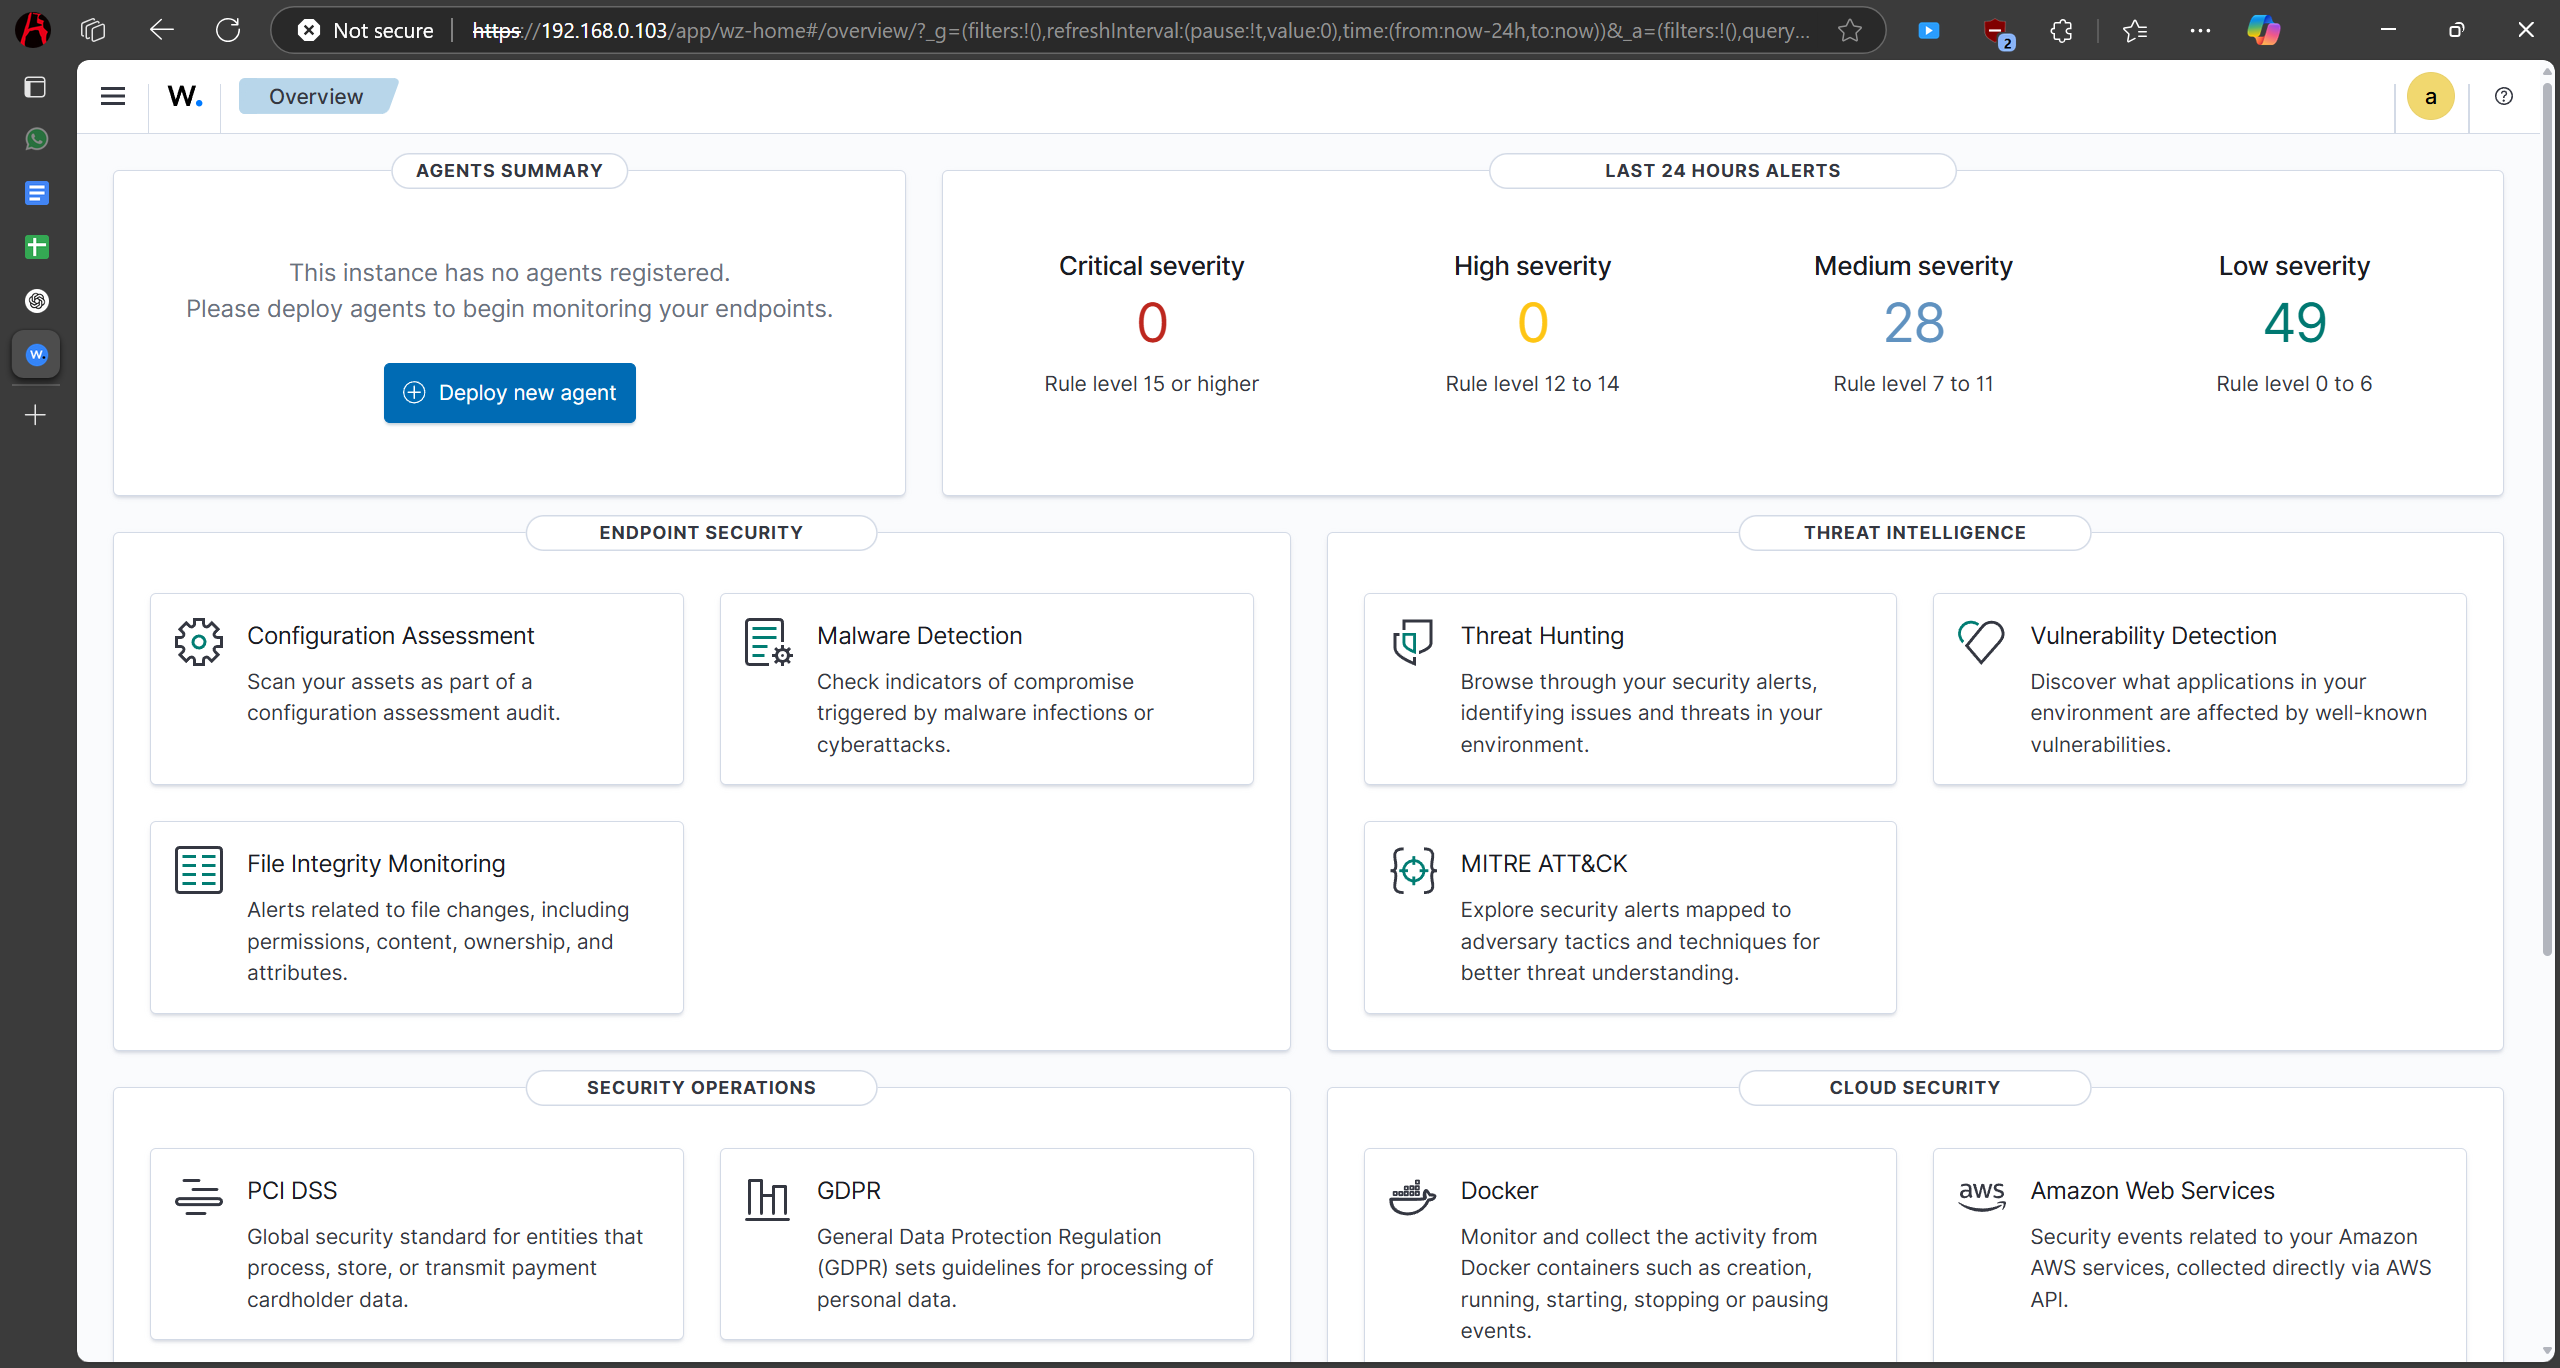 Not secure
https://192.168.0.103/app/wz-home#/overview/?_g=(filters:!(),refreshInterval:(pause:!t,value:0),time:(from:now-24h,to:now))&_a=(filters:!(),query...
2
W.
Overview
a
AGENTS SUMMARY
This instance has no agents registered.
Please deploy agents to begin monitoring your endpoints.
Deploy new agent
LAST 24 HOURS ALERTS
Critical severity
0
Rule level 15 or higher
High severity
0
Rule level 12 to 14
Medium severity
28
Rule level 7 to 11
Low severity
49
Rule level 0 to 6
W.
ENDPOINT SECURITY
Configuration Assessment
Scan your assets as part of a
configuration assessment audit.
Malware Detection
Check indicators of compromise
triggered by malware infections or
cyberattacks.
File Integrity Monitoring
Alerts related to file changes, including
permissions, content, ownership, and
attributes.
THREAT INTELLIGENCE
Threat Hunting
Browse through your security alerts,
identifying issues and threats in your
environment.
Vulnerability Detection
Discover what applications in your
environment are affected by well-known
vulnerabilities.
MITRE ATT&CK
Explore security alerts mapped to
adversary tactics and techniques for
better threat understanding.
SECURITY OPERATIONS
PCI DSS
Global security standard for entities that
process, store, or transmit payment
cardholder data.
GDPR
General Data Protection Regulation
(GDPR) sets guidelines for processing of
personal data.
CLOUD SECURITY
Docker
Monitor and collect the activity from
Docker containers such as creation,
running, starting, stopping or pausing
events.
aws
Amazon Web Services
Security events related to your Amazon
AWS services, collected directly via AWS
API.